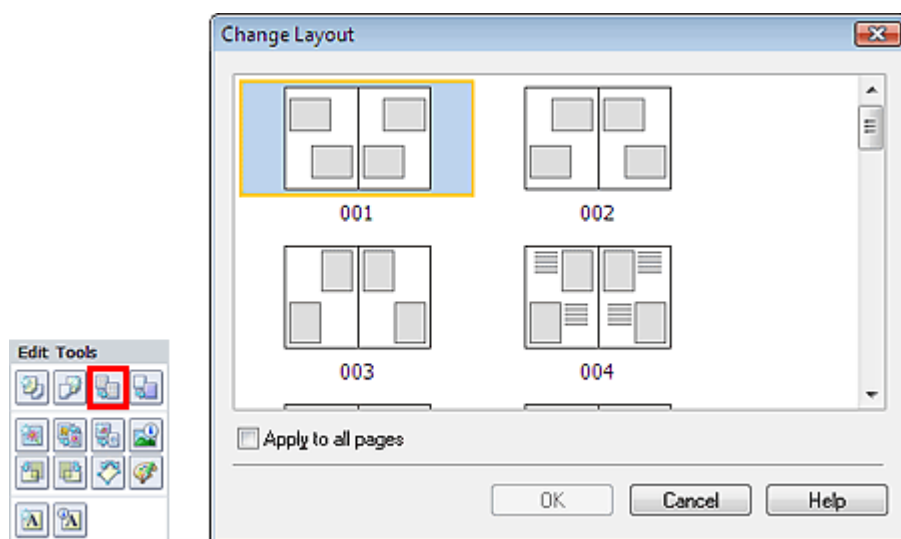 Change Layout
001 002
003 004
Edit Tools
Apply to all pages
OK Cancel Help